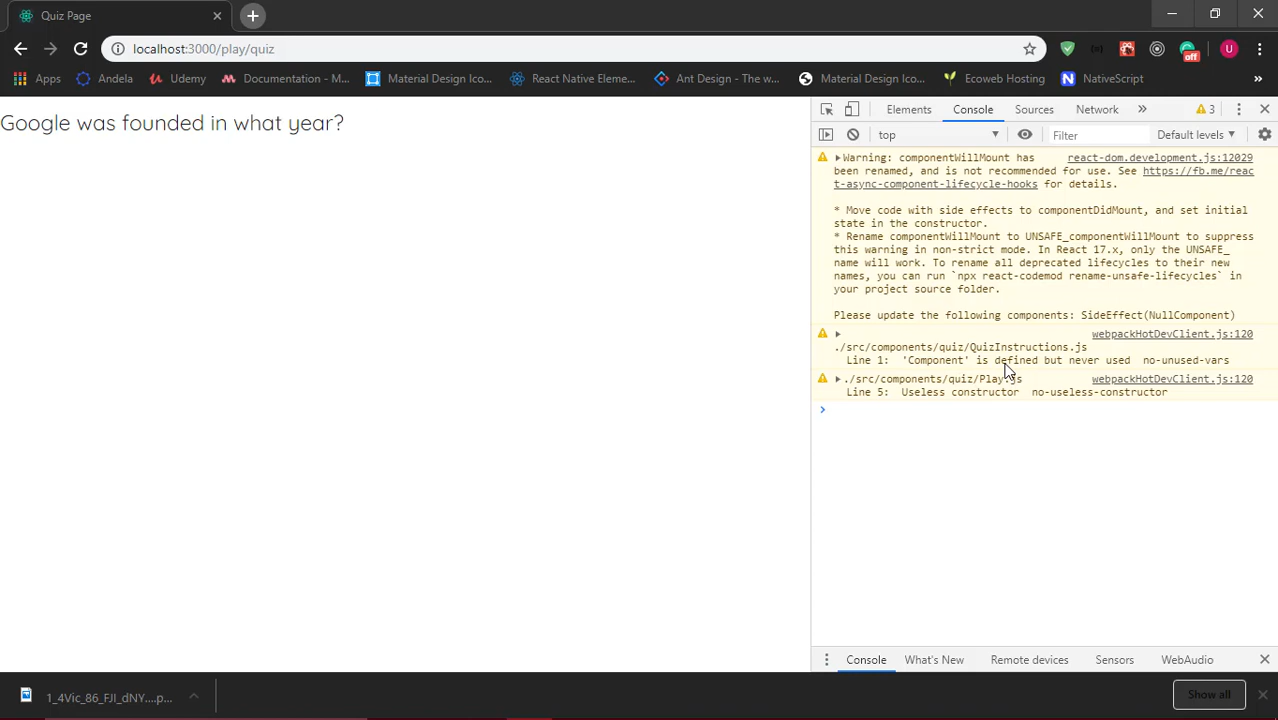 Quiz Page
localhost:3000/play/quiz
U
off
Apps
Andela
Udemy
Documentation - M...
Material Design Ico...
React Native Eleme...
Ant Design - The w...
Material Design Ico...
Ecoweb Hosting
NativeScript
»
Google was founded in what year?
Elements Console Sources Network » 3
top Filter Default levels
Warning: componentWillMount has react-dom.development.js:12029
been renamed, and is not recommended for use. See https://fb.me/reac
t-async-component-lifecycle-hooks for details.
* Move code with side effects to componentDidMount, and set initial
state in the constructor.
* Rename componentWillMount to UNSAFE_componentWillMount to suppress
this warning in non-strict mode. In React 17.x, only the UNSAFE_
name will work. To rename all deprecated lifecycles to their new
names, you can run `npx react-codemod rename-unsafe-lifecycles` in
your project source folder.
Please update the following components: SideEffect(NullComponent)
webpackHotDevClient.js:120
./src/components/quiz/QuizInstructions.js
Line 1: 'Component' is defined but never used no-unused-vars
./src/components/quiz/Play.js webpackHotDevClient.js:120
Line 5: Useless constructor no-useless-constructor
Console What's New Remote devices Sensors WebAudio
1_4Vic_86_FJI_dNY....p...
Show all